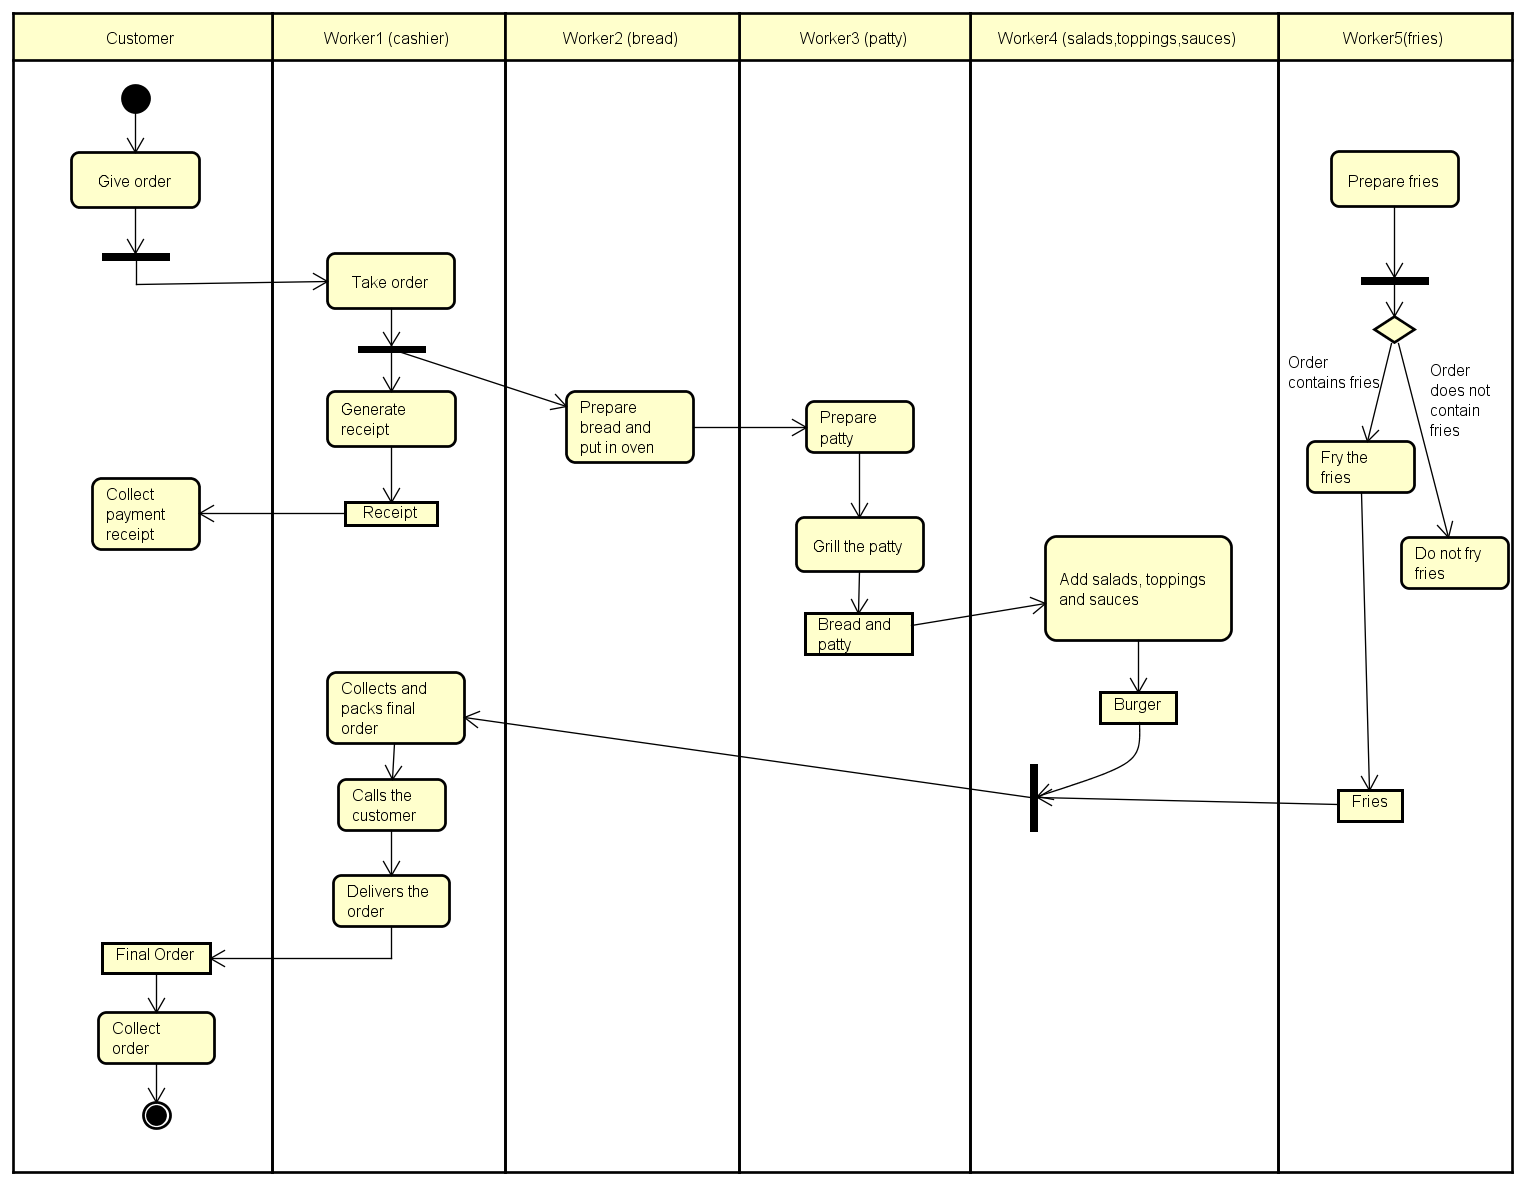 Customer
Worker1 (cashier)
Worker2 (bread)
Worker3 (patty)
Worker4 (salads,toppings,sauces)
Worker5(fries)
Give order
Prepare fries
Take order
Order
contains fries
Order
does not
contain
fries
Generate
receipt
Prepare
bread and
put in oven
Prepare
patty
Fry the
fries
Collect
payment
receipt
Receipt
Grill the patty
Do not fry
fries
Add salads, toppings
and sauces
Bread and
patty
Collects and
packs final
order
Burger
Calls the
customer
Fries
Delivers the
order
Final Order
Collect
order